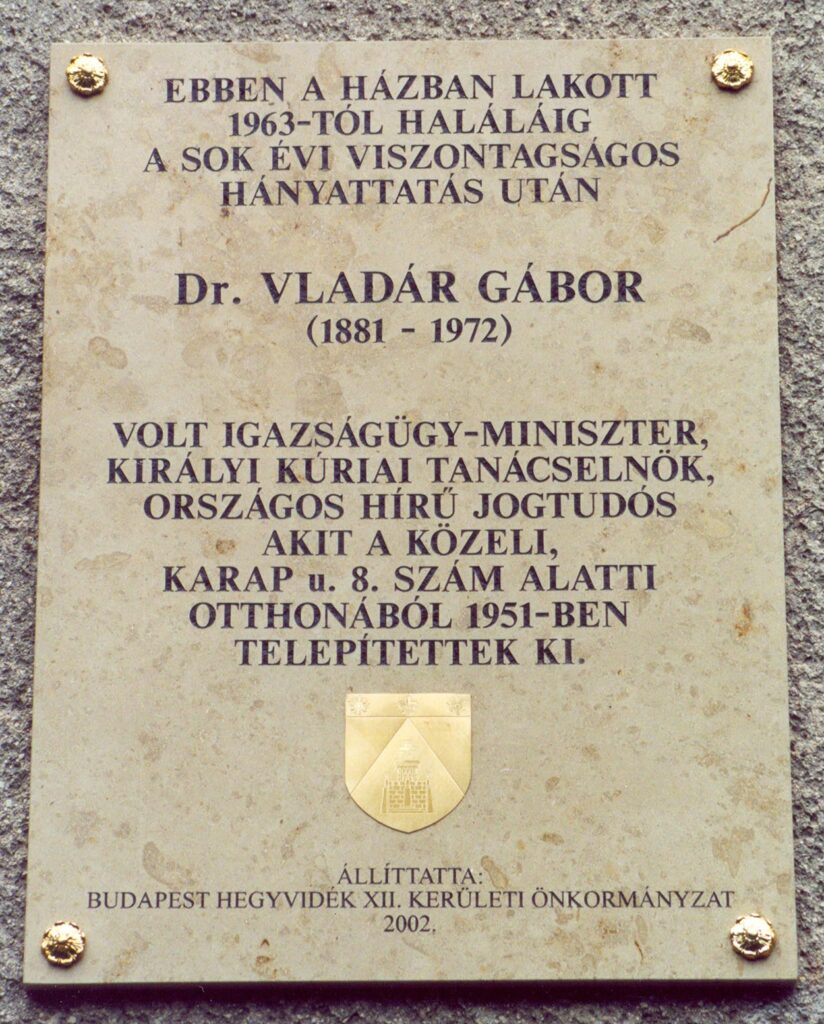 EBBEN A HÁZBAN LAKOTT
1963-TÓL HALÁLÁIG
A SOK ÉVI VISZONTAGSÁGOS
HÁNYATTATÁS UTÁN
Dr. VLADÁR GÁBOR
(1881 - 1972)
VOLT IGAZSÁGÜGY-MINISZTER,
KIRÁLYI KÚRIAI TANÁCSELNÖK,
ORSZÁGOS HÍRŰ JOGTUDÓS
AKIT A KÖZELI,
KARAP u. 8. SZÁM ALATTI
OTTHONÁBÓL 1951-BEN
TELEPÍTETTEK KI.
ÁLLÍTTATTA:
BUDAPEST HEGYVIDÉK XII. KERÜLETI ÖNKORMÁNYZAT
2002.